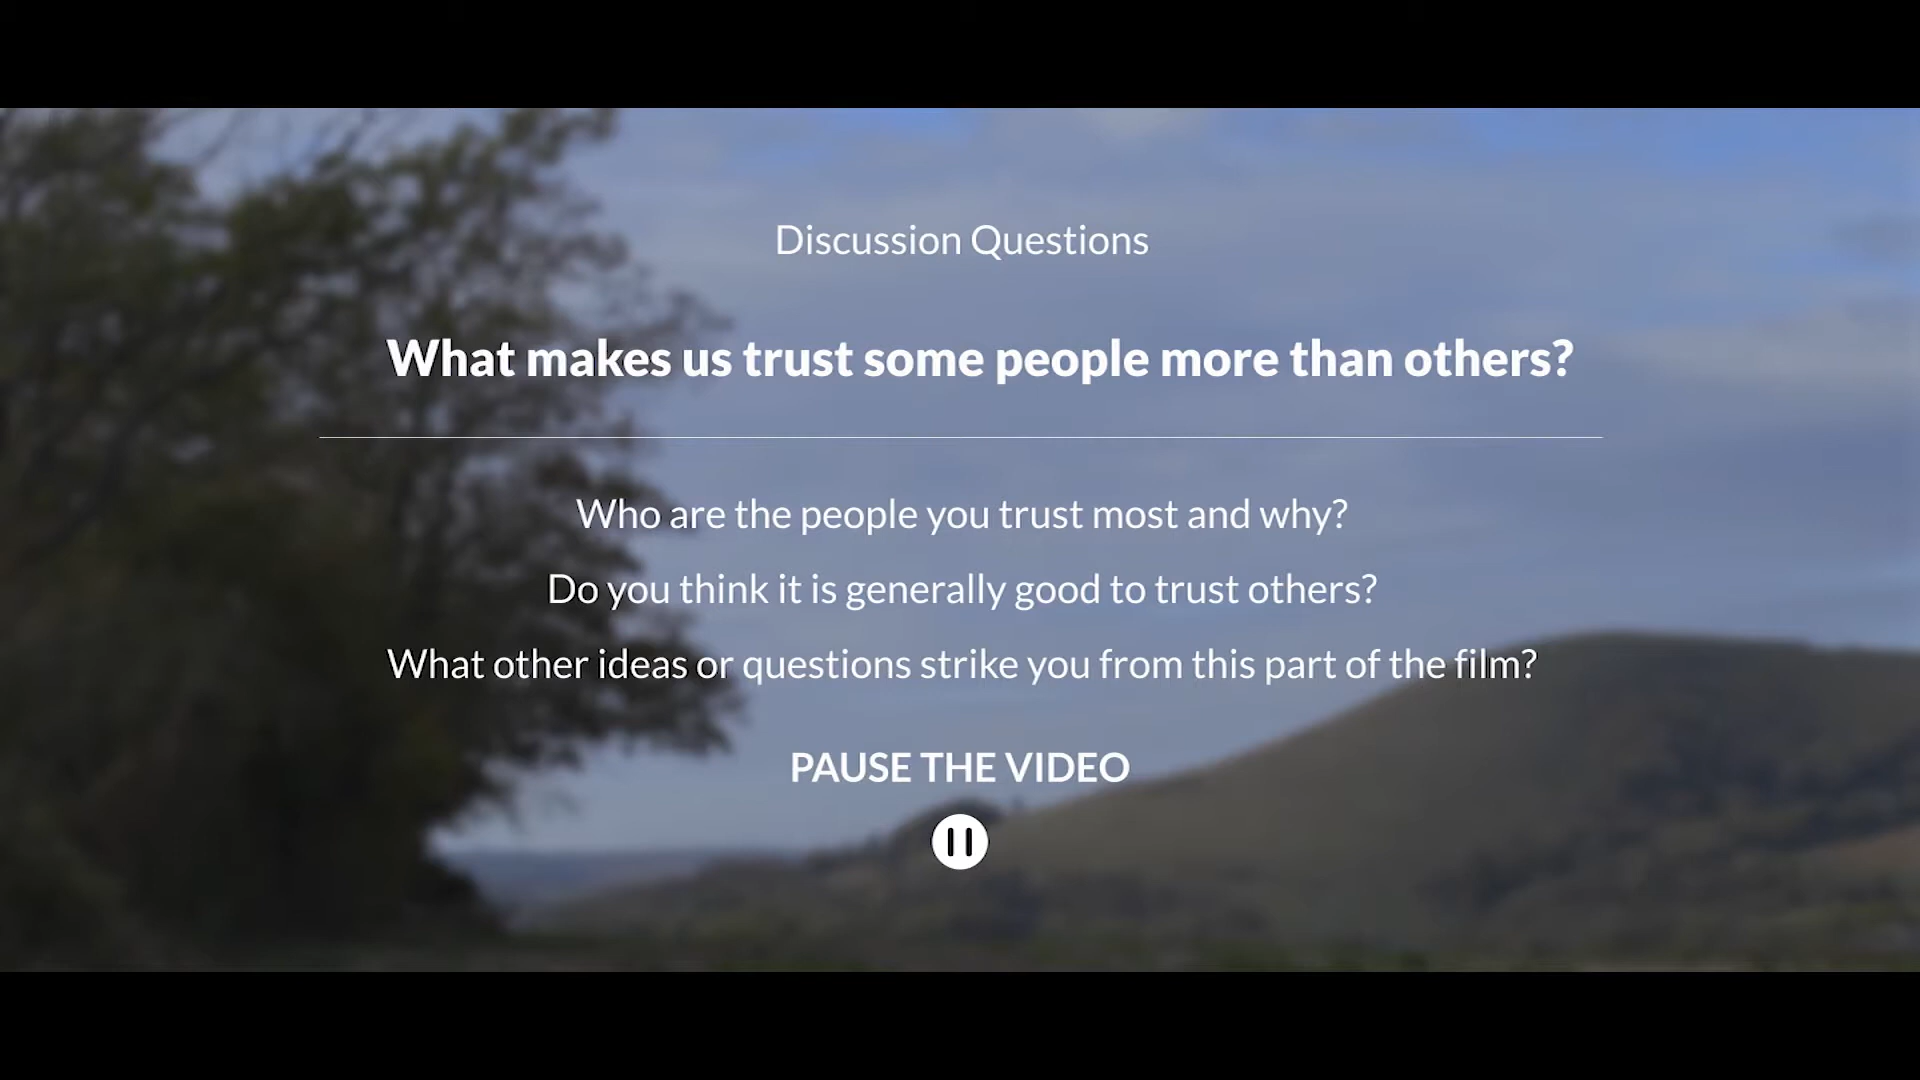 Discussion Questions
What makes us trust some people more than others?
Who are the people you trust most and why?
Do you think it is generally good to trust others?
What other ideas or questions strike you from this part of the film?
PAUSE THE VIDEO